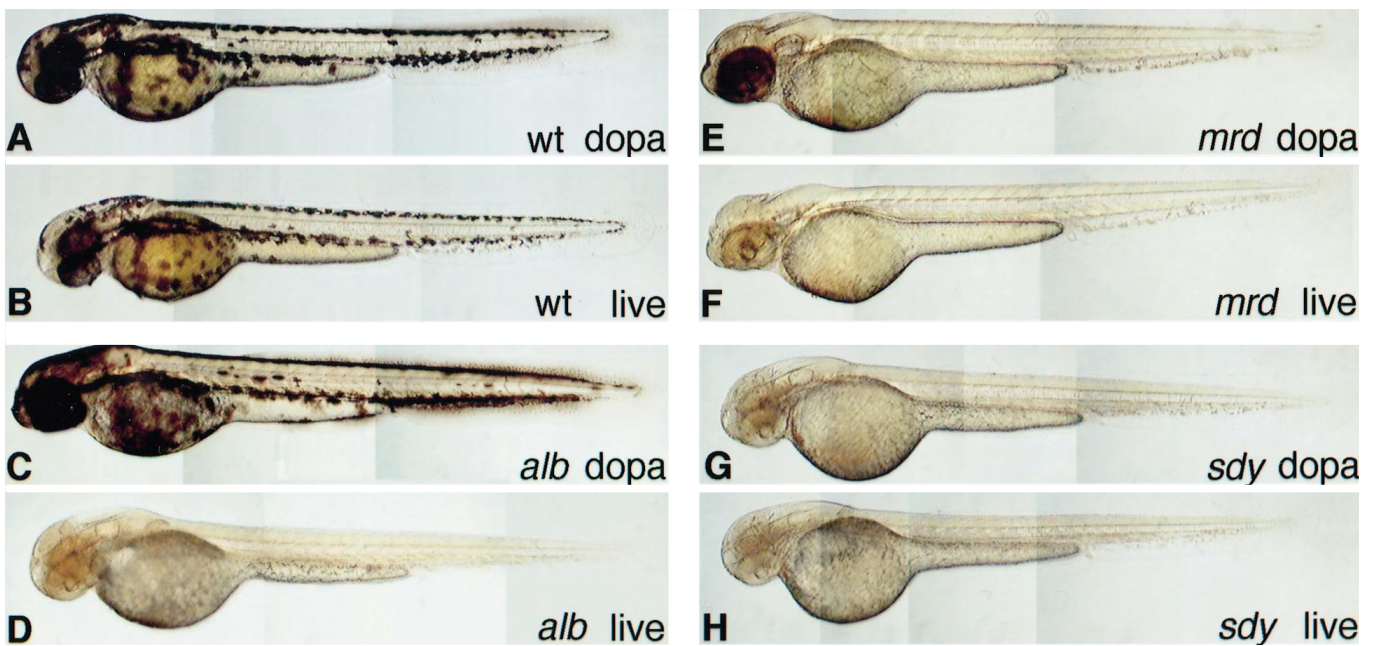 A wt dopa
B wt live
C alb dopa
D alb live
E mrd dopa
F mrd live
G sdy dopa
H sdy live